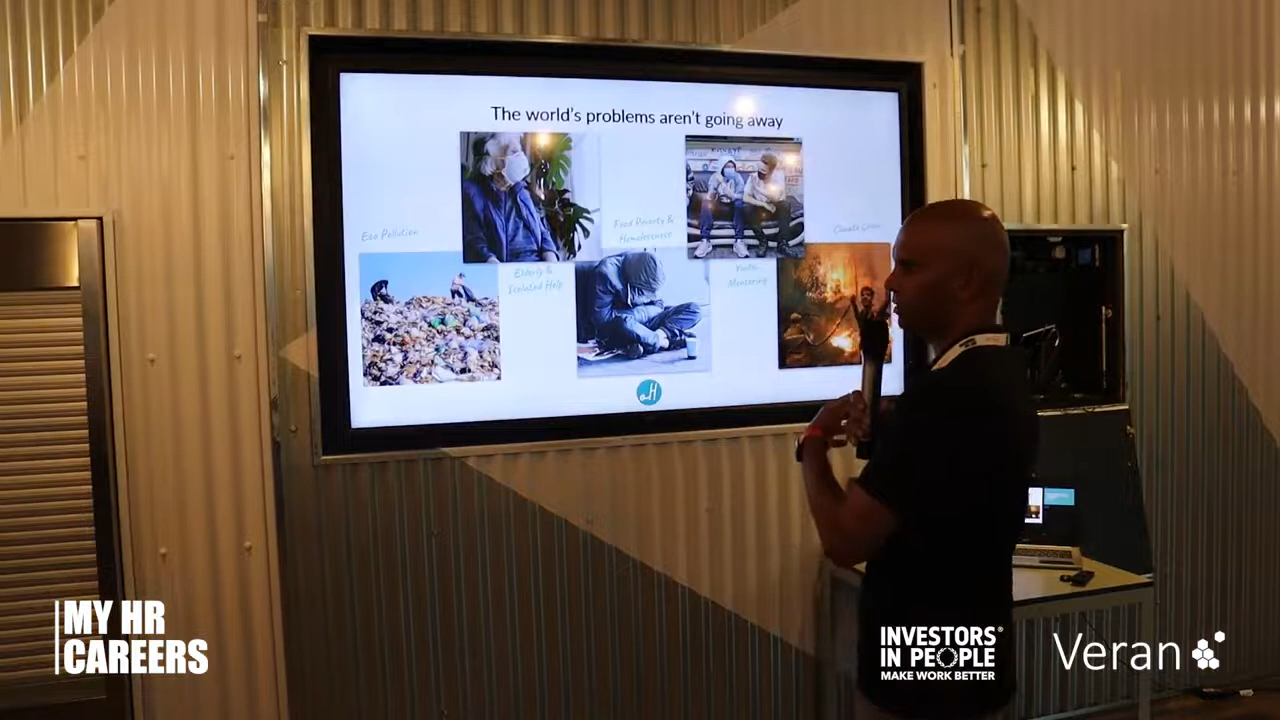 The world's problems aren't going away
Eco Pollution
Elderly &
Isolated Help
Food Poverty &
Homelessness
Youth
Mentoring
Climate Crisis
aH
MY HR
CAREERS
INVESTORS®
IN PEOPLE
MAKE WORK BETTER
Veran